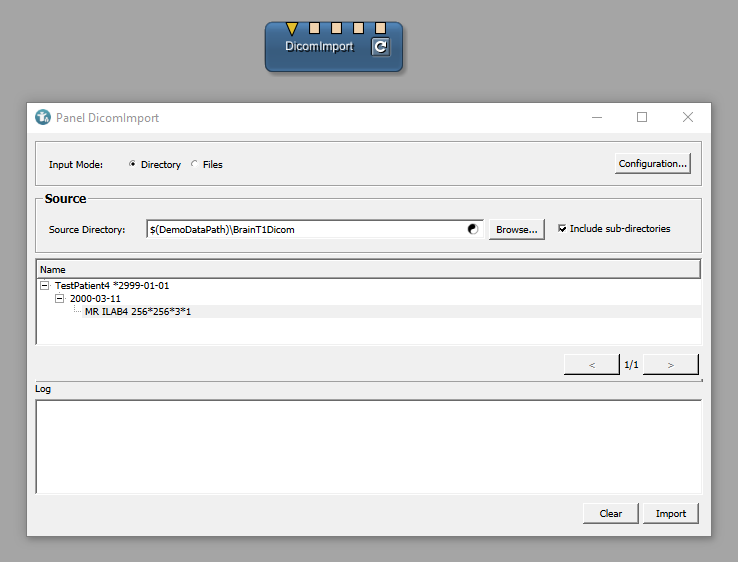 DicomImport
Panel DicomImport
Input Mode: Directory Files Configuration...
Source
Source Directory: $(DemoDataPath)\BrainT1Dicom Browse... Include sub-directories
Name
TestPatient4 *2999-01-01
2000-03-11
MR ILAB4 256*256*3*1
< 1/1 >
Log
Clear Import